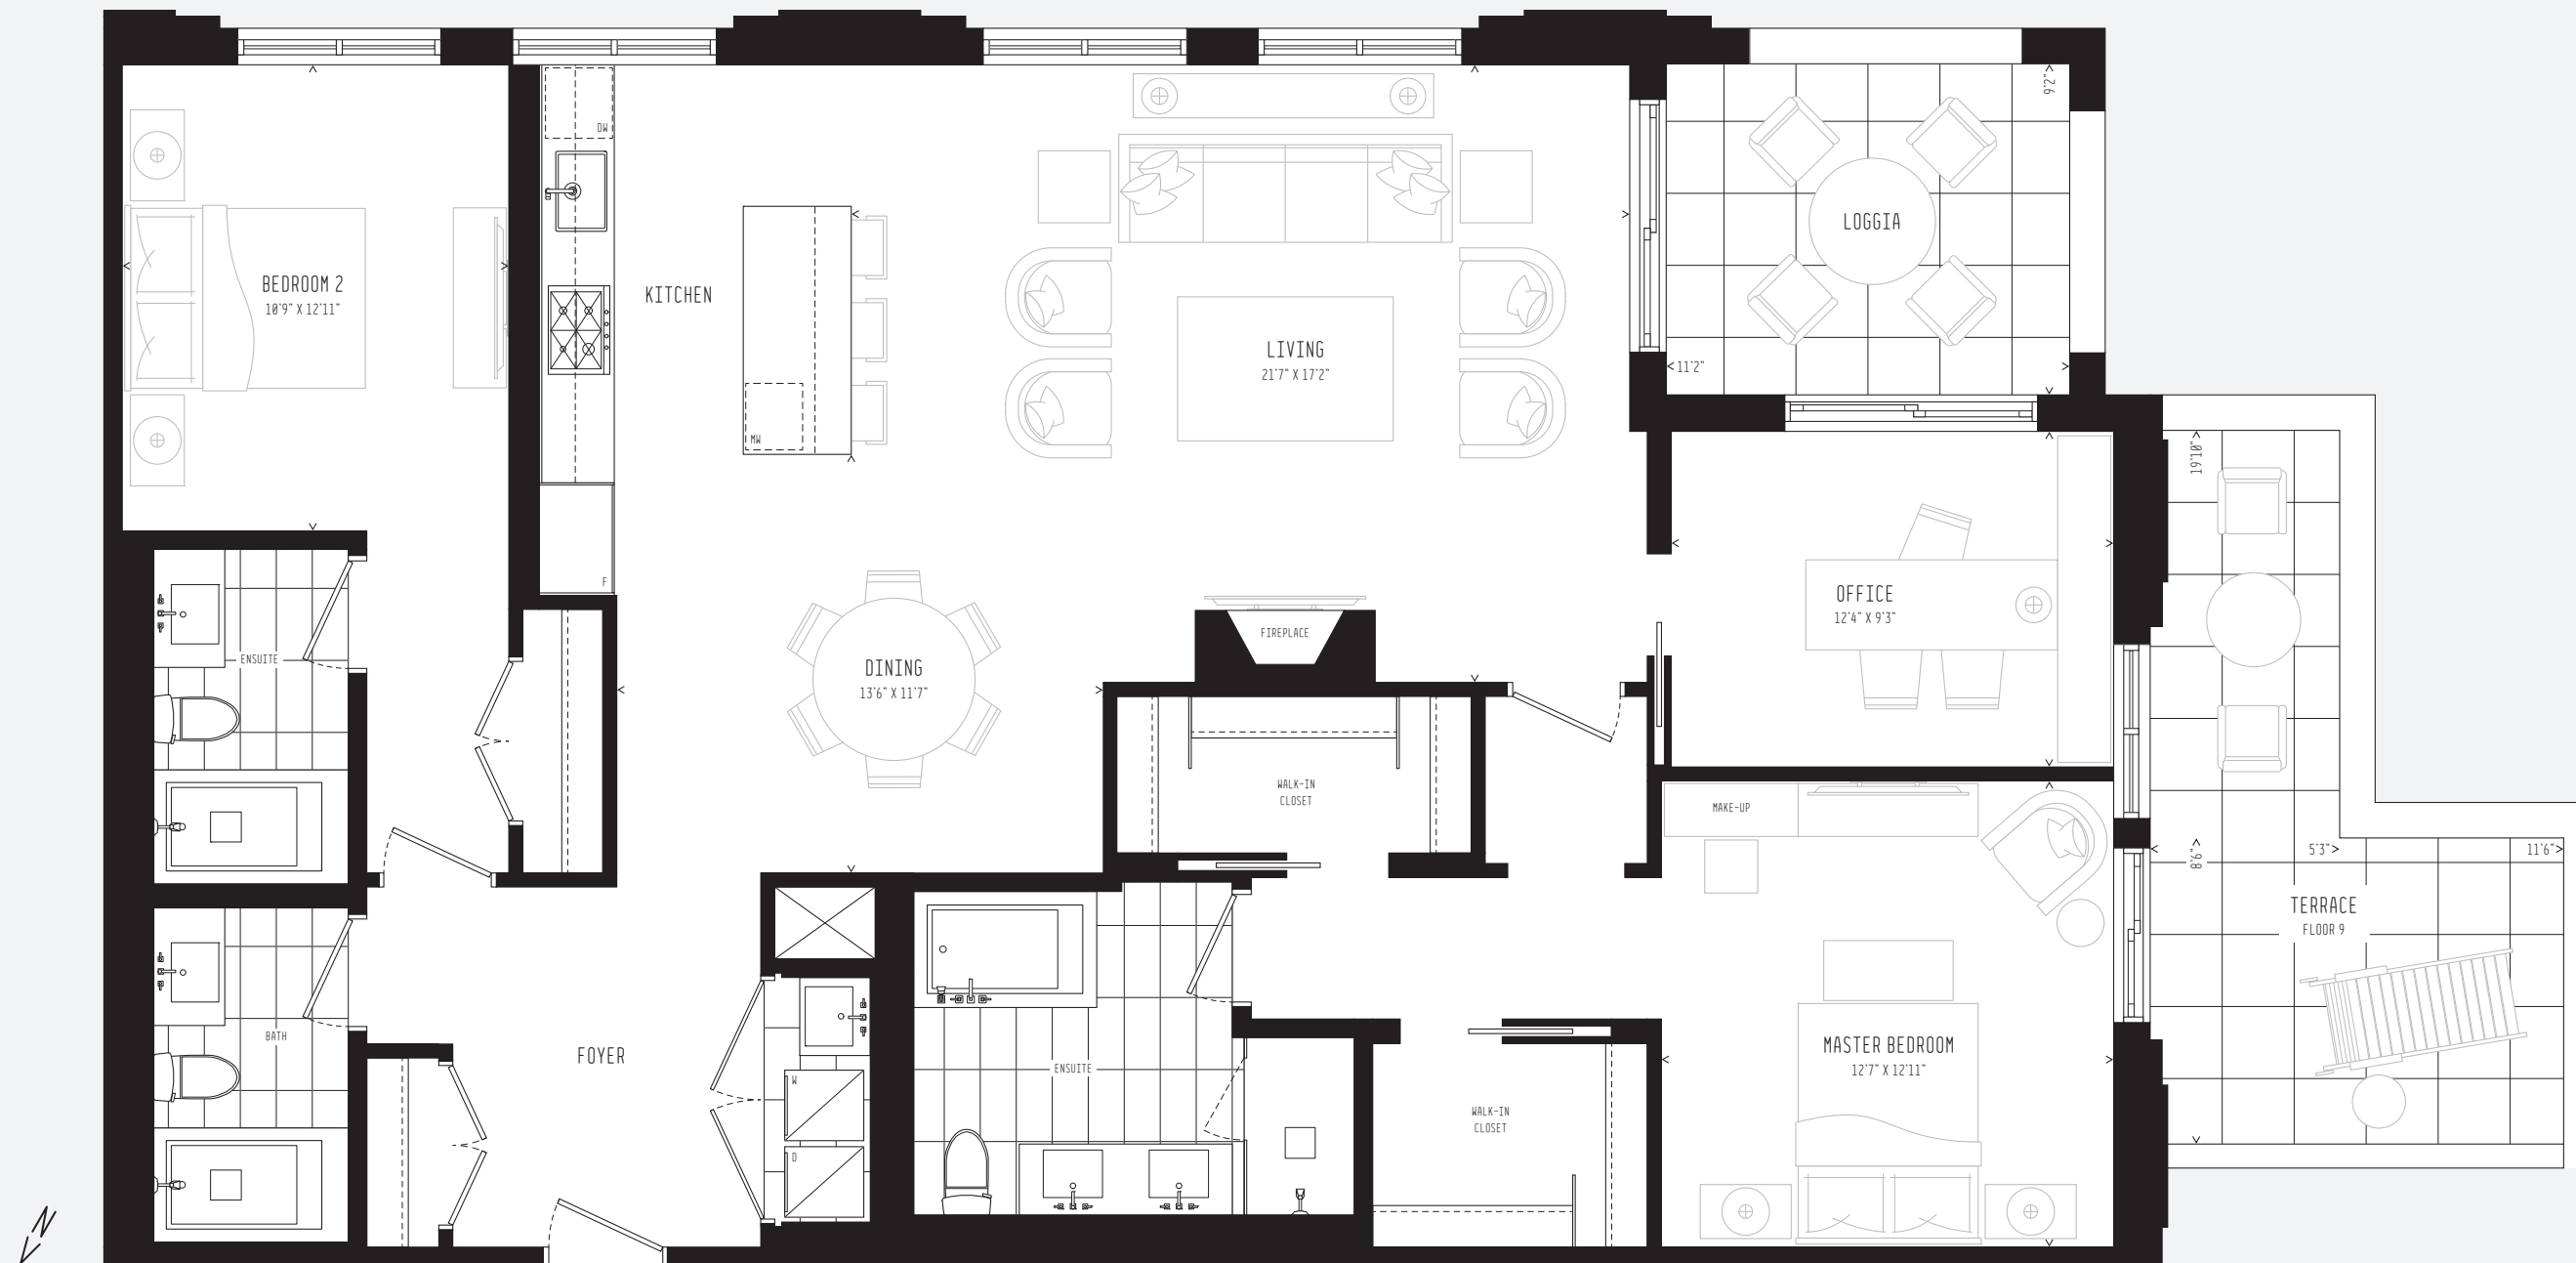 DW
9'2"
LOGGIA
BEDROOM 2
10'9" X 12'11"
KITCHEN
LIVING
21'7" X 17'2"
11'2"
MW
19'10"
F
OFFICE
12'4" X 9'3"
FIREPLACE
ENSUITE
DINING
13'6" X 11'7"
WALK-IN
CLOSET
MAKE-UP
5'3"
11'6"
9'8"
TERRACE
FLOOR 9
BATH
FOYER
ENSUITE
MASTER BEDROOM
12'7" X 12'11"
W
WALK-IN
CLOSET
D
N